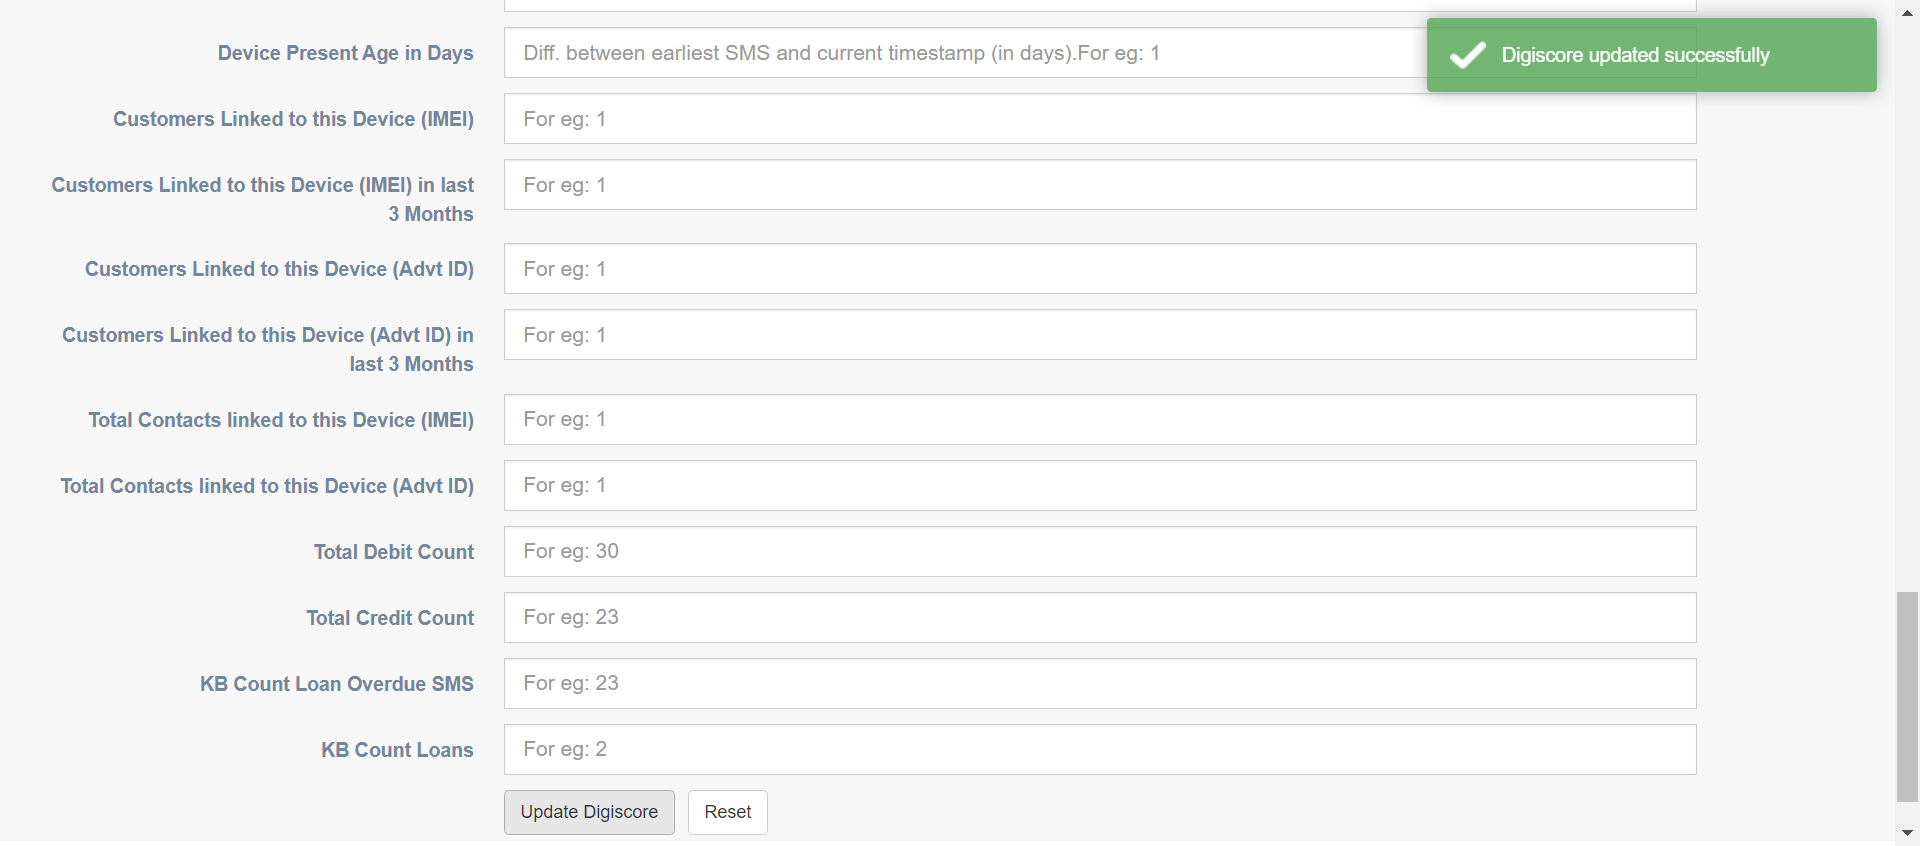 Digiscore updated successfully
Device Present Age in Days
Diff. between earliest SMS and current timestamp (in days).For eg: 1
Customers Linked to this Device (IMEI)
For eg: 1
Customers Linked to this Device (IMEI) in last
3 Months
For eg: 1
Customers Linked to this Device (Advt ID)
For eg: 1
Customers Linked to this Device (Advt ID) in
last 3 Months
For eg: 1
Total Contacts linked to this Device (IMEI)
For eg: 1
Total Contacts linked to this Device (Advt ID)
For eg: 1
Total Debit Count
For eg: 30
Total Credit Count
For eg: 23
KB Count Loan Overdue SMS
For eg: 23
KB Count Loans
For eg: 2
Update Digiscore
Reset